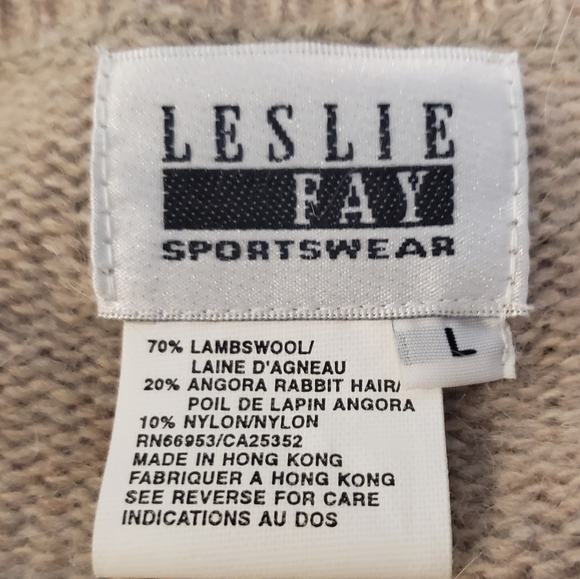 LESLIE
FAY
SPORTSWEAR
L
70% LAMBSWOOL/
LAINE D'AGNEAU
20% ANGORA RABBIT HAIR/
POIL DE LAPIN ANGORA
10% NYLON/NYLON
RN66953/CA25352
MADE IN HONG KONG
FABRIQUER A HONG KONG
SEE REVERSE FOR CARE
INDICATIONS AU DOS